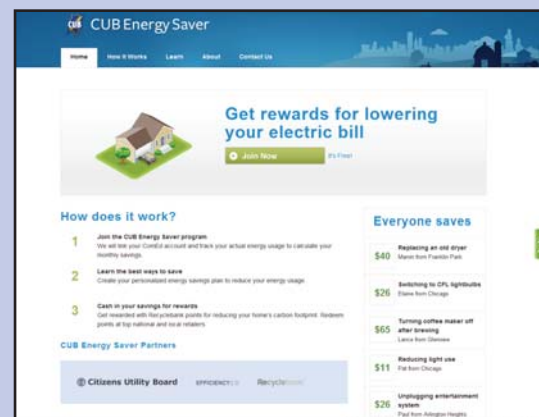 CUB CUB Energy Saver
Home How it Works Learn About Contact Us
Get rewards for lowering
your electric bill
Join Now It's Free!
How does it work?
1 Join the CUB Energy Saver program
We will link your ComEd account and track your actual energy usage to calculate your
monthly savings.
2 Learn the best ways to save
Create your personalized energy savings plan to reduce your energy usage.
3 Cash in your savings for rewards
Get rewarded with Recyclebank points for reducing your home's carbon footprint. Redeem
points at top national and local retailers.
CUB Energy Saver Partners
Citizens Utility Board EFFICIENCY2.0 Recyclebank
Everyone saves
$40 Replacing an old dryer
from Franklin Park
$26 Switching to CFL lightbulbs
Elaine from Chicago
$65 Turning coffee maker off
after brewing
from Glenview
$11 Reducing light use
Pat from Chicago
$26 Unplugging entertainment
system
Paul from Arlington Heights